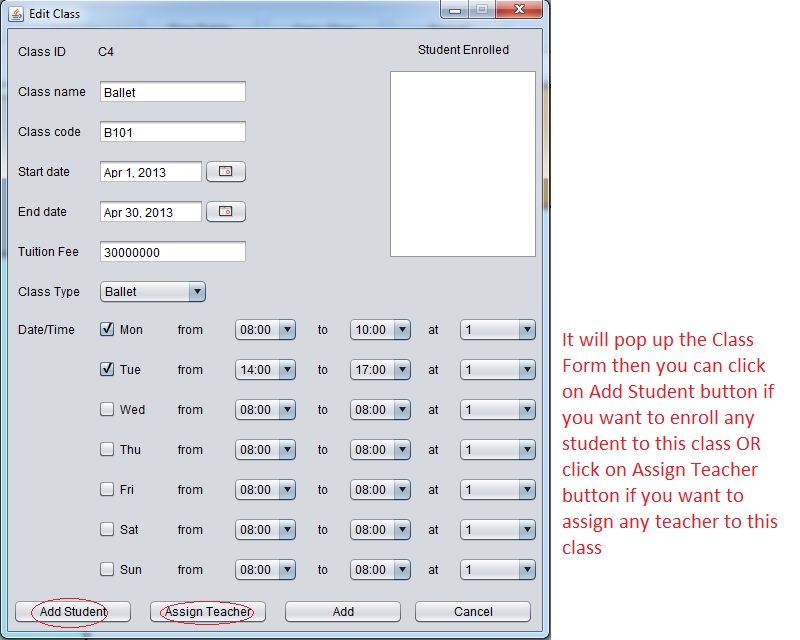 Edit Class
Class ID C4 Student Enrolled
Class name Ballet
Class code B101
Start date Apr 1, 2013
End date Apr 30, 2013
Tuition Fee 30000000
Class Type Ballet
Date/Time Mon from 08:00 to 10:00 at 1
Tue from 14:00 to 17:00 at 1
Wed from 08:00 to 08:00 at 1
Thu from 08:00 to 08:00 at 1
Fri from 08:00 to 08:00 at 1
Sat from 08:00 to 08:00 at 1
Sun from 08:00 to 08:00 at 1
Add Student Assign Teacher Add Cancel
It will pop up the Class
Form then you can click
on Add Student button if
you want to enroll any
student to this class OR
click on Assign Teacher
button if you want to
assign any teacher to this
class